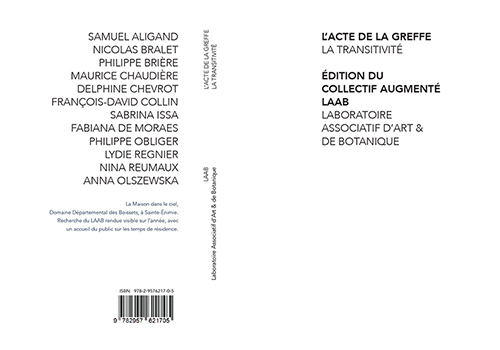 SAMUEL ALIGAND
NICOLAS BRALET
PHILIPPE BRIÈRE
MAURICE CHAUDIÈRE
DELPHINE CHEVROT
FRANÇOIS-DAVID COLLIN
SABRINA ISSA
FABIANA DE MORAES
PHILIPPE OBLIGER
LYDIE REGNIER
NINA REUMAUX
ANNA OLSZEWSKA
La Maison dans le ciel,
Domaine Départemental des Boissets, à Sainte-Énimie.
Recherche du LAAB rendue visible sur l'année, avec
un accueil du public sur les temps de résidence.
ISBN 978-2-9576217-0-5
9 782957 621705
L'ACTE DE LA GREFFE
LA TRANSITIVITÉ
LAAB
Laboratoire Associatif d'Art & de Botanique
L'ACTE DE LA GREFFE
LA TRANSITIVITÉ
ÉDITION DU
COLLECTIF AUGMENTÉ
LAAB
LABORATOIRE
ASSOCIATIF D'ART &
DE BOTANIQUE